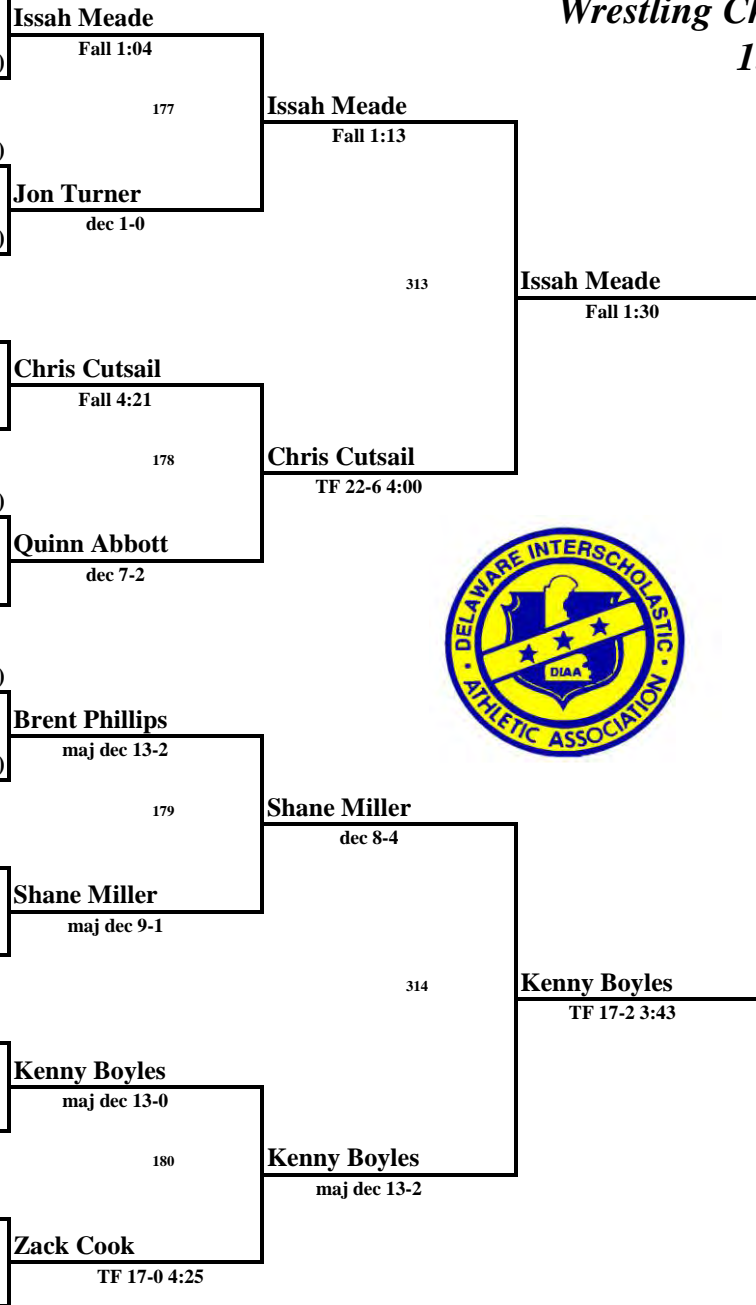 Wrestling Ch
1
Issah Meade
Fall 1:04
)
177
Issah Meade
Fall 1:13
)
Jon Turner
dec 1-0
)
313
Issah Meade
Fall 1:30
Chris Cutsail
Fall 4:21
178
Chris Cutsail
TF 22-6 4:00
)
Quinn Abbott
dec 7-2
DELAWARE INTERSCHOLASTIC
ATHLETIC ASSOCIATION
DIAA
)
Brent Phillips
maj dec 13-2
)
179
Shane Miller
dec 8-4
Shane Miller
maj dec 9-1
314
Kenny Boyles
TF 17-2 3:43
Kenny Boyles
maj dec 13-0
180
Kenny Boyles
maj dec 13-2
Zack Cook
TF 17-0 4:25